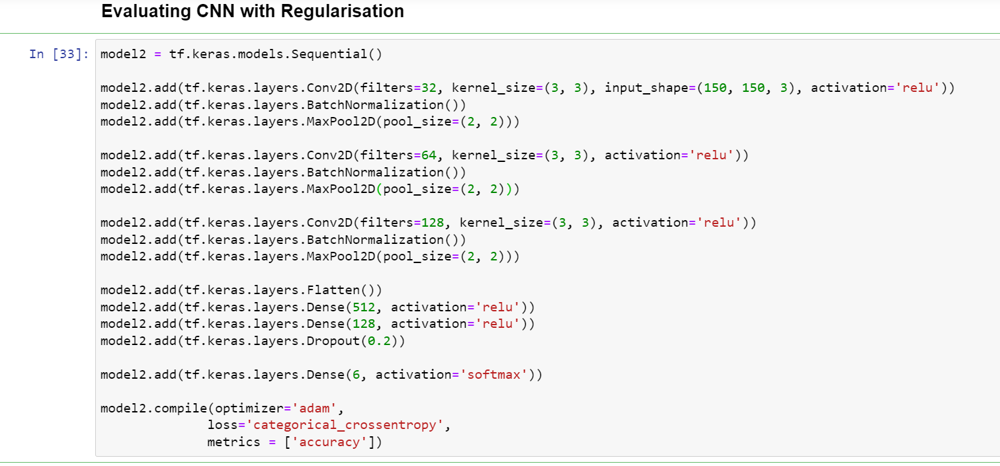 Evaluating CNN with Regularisation
In [33]:
model2 = tf.keras.models.Sequential()
model2.add(tf.keras.layers.Conv2D(filters=32, kernel_size=(3, 3), input_shape=(150, 150, 3), activation='relu'))
model2.add(tf.keras.layers.BatchNormalization())
model2.add(tf.keras.layers.MaxPool2D(pool_size=(2, 2)))
model2.add(tf.keras.layers.Conv2D(filters=64, kernel_size=(3, 3), activation='relu'))
model2.add(tf.keras.layers.BatchNormalization())
model2.add(tf.keras.layers.MaxPool2D(pool_size=(2, 2)))
model2.add(tf.keras.layers.Conv2D(filters=128, kernel_size=(3, 3), activation='relu'))
model2.add(tf.keras.layers.BatchNormalization())
model2.add(tf.keras.layers.MaxPool2D(pool_size=(2, 2)))
model2.add(tf.keras.layers.Flatten())
model2.add(tf.keras.layers.Dense(512, activation='relu'))
model2.add(tf.keras.layers.Dense(128, activation='relu'))
model2.add(tf.keras.layers.Dropout(0.2))
model2.add(tf.keras.layers.Dense(6, activation='softmax'))
model2.compile(optimizer='adam',
loss='categorical_crossentropy',
metrics = ['accuracy'])